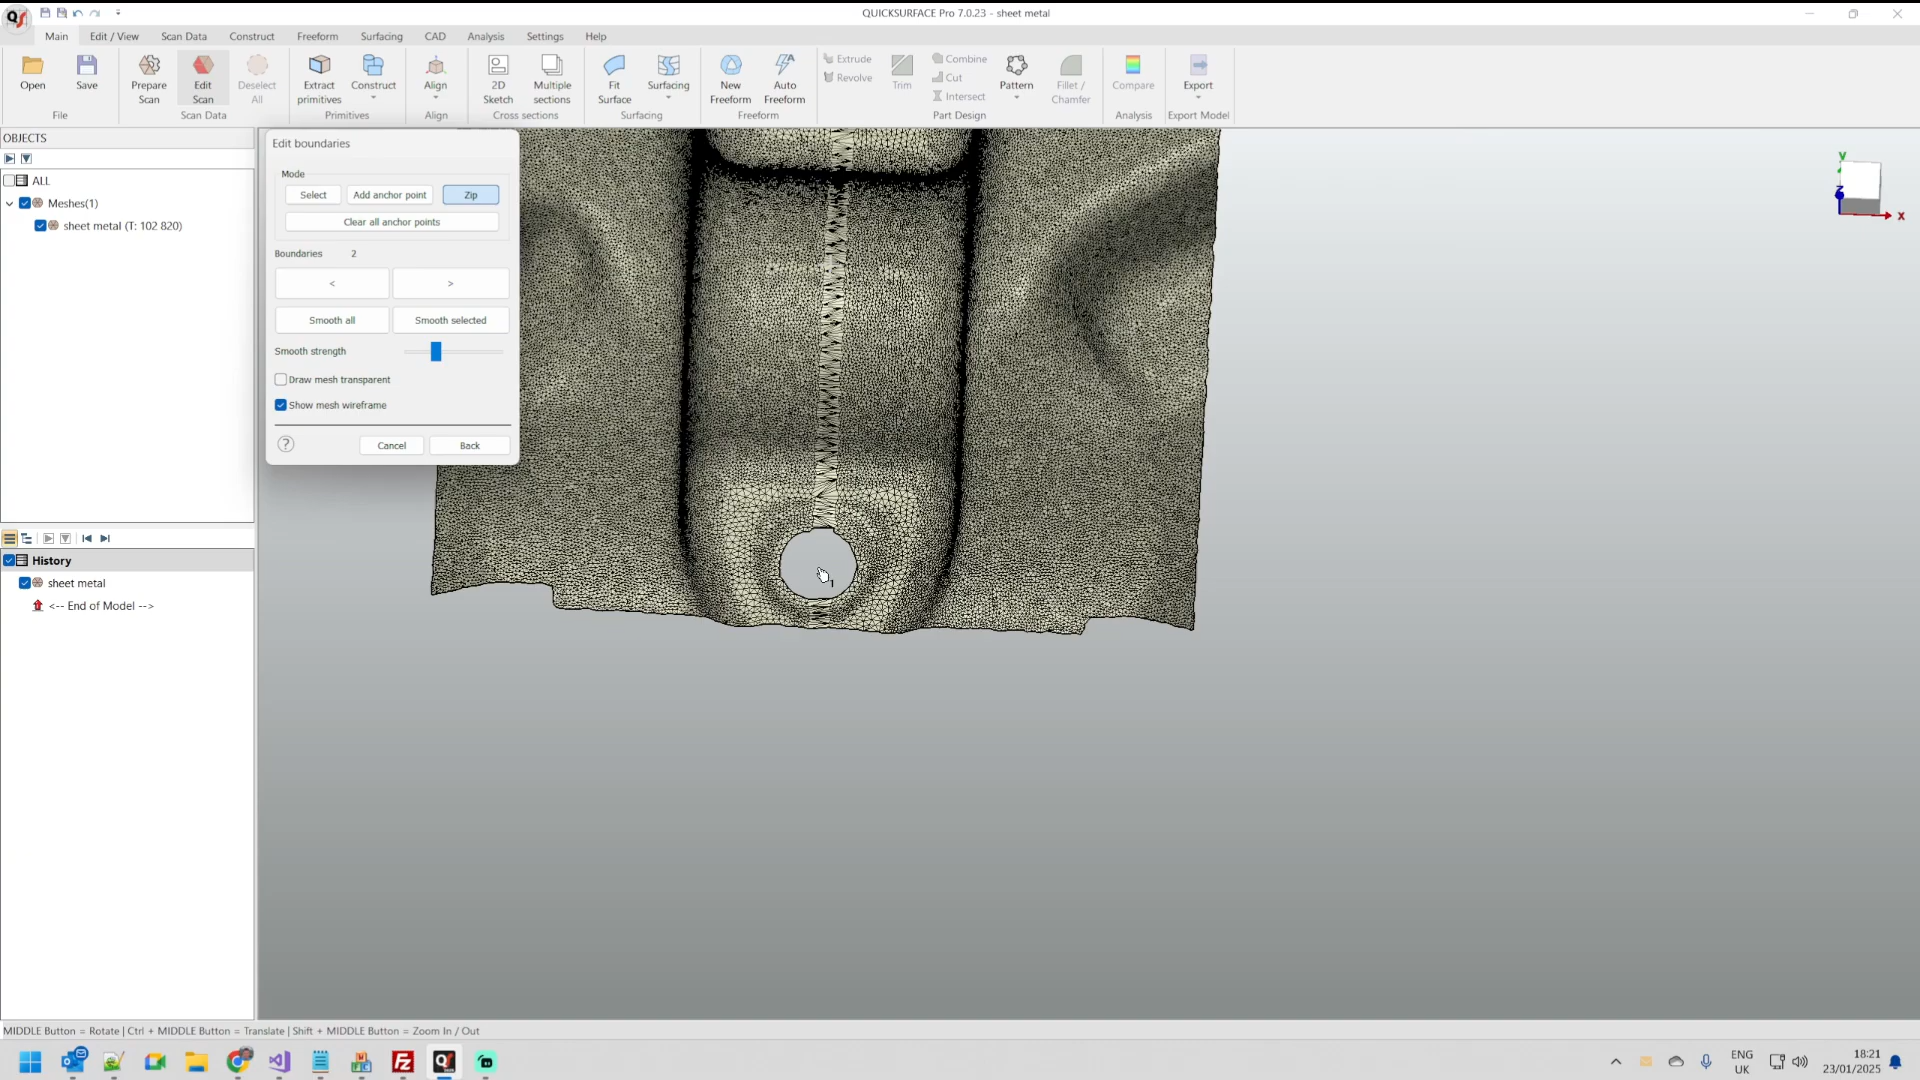 QUICKSURFACE Pro 7.0.23 - sheet metal
Main Edit / View Scan Data Construct Freeform Surfacing CAD Analysis Settings Help
Open Save Prepare Scan Edit Scan Deselect All Extract primitives Construct Align 2D Sketch Multiple sections Fit Surface Surfacing New Freeform Auto Freeform Extrude Revolve Trim Combine Cut Intersect Pattern Fillet / Chamfer Compare Export
File Scan Data Primitives Align Cross sections Surfacing Freeform Part Design Analysis Export Model
OBJECTS
ALL
Meshes(1)
sheet metal (T: 102 820)
Edit boundaries
Mode
Select Add anchor point Zip
Clear all anchor points
Boundaries 2
< >
Smooth all Smooth selected
Smooth strength
Draw mesh transparent
Show mesh wireframe
? Cancel Back
Y
Z
X
1
History
sheet metal
<-- End of Model -->
MIDDLE Button = Rotate | Ctrl + MIDDLE Button = Translate | Shift + MIDDLE Button = Zoom In / Out
ENG
UK
18:21
23/01/2025